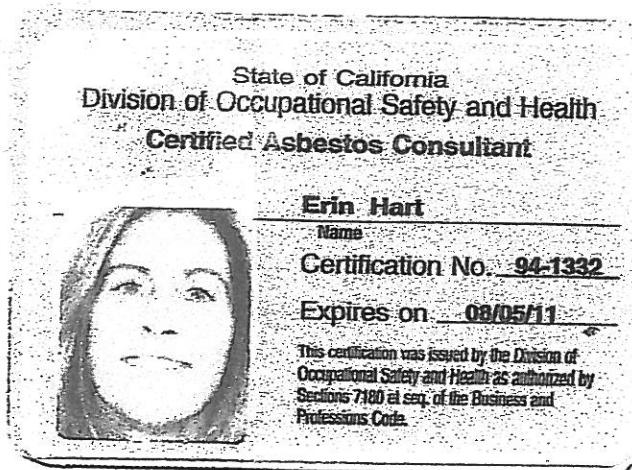 State of California
Division of Occupational Safety and Health
Certified Asbestos Consultant
Erin Hart
Name
Certification No. 94-1332
Expires on 08/05/11
This certification was issued by the Division of
Occupational Safety and Health as authorized by
Sections 7180 et seq. of the Business and
Professions Code.